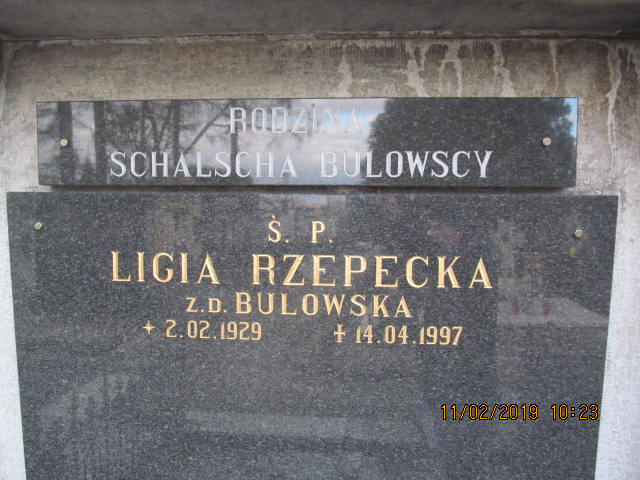 RODZINA
SCHALSCHA BULOWSCY
Ś. P.
LIGIA RZEPECKA
Z.D. BULOWSKA
2.02.1929 14.04.1997
11/02/2019 10:23